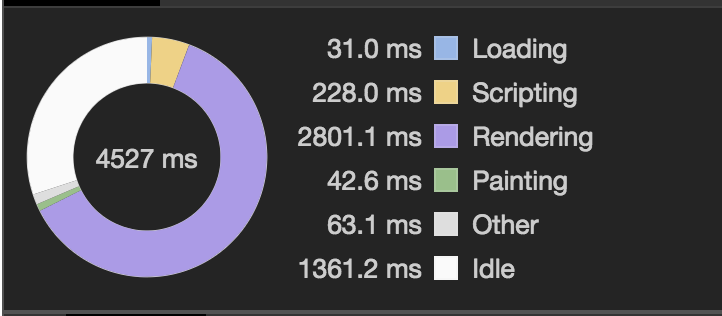 31.0 ms Loading
228.0 ms Scripting
2801.1 ms Rendering
4527 ms
42.6 ms Painting
63.1 ms Other
1361.2 ms Idle